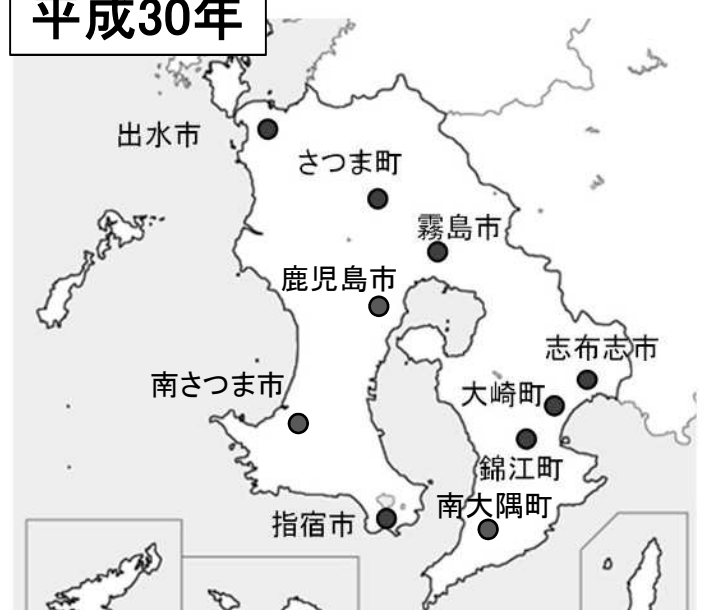 平成30年
出水市
さつま町
霧島市
鹿児島市
志布志市
南さつま市
大崎町
錦江町
南大隅町
指宿市